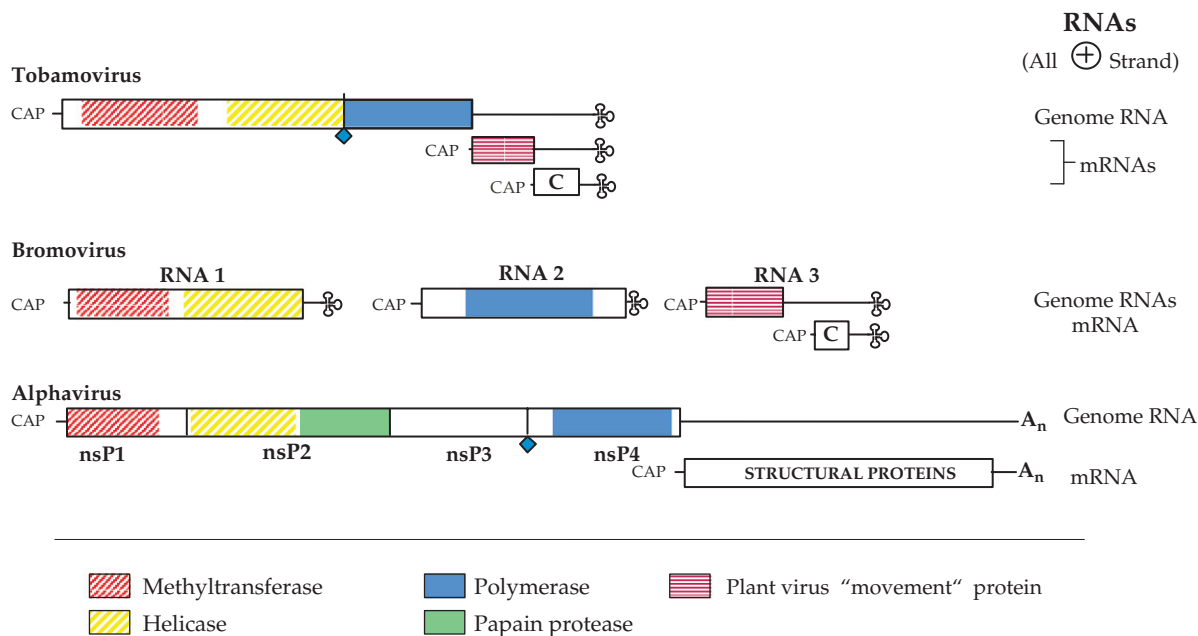 RNAs
(All + Strand)
Tobamovirus
CAP
Genome RNA
CAP
mRNAs
CAP C
Bromovirus
RNA 1 RNA 2 RNA 3
CAP CAP CAP
Genome RNAs
mRNA
CAP C
Alphavirus
CAP An Genome RNA
nsP1 nsP2 nsP3 nsP4
CAP STRUCTURAL PROTEINS An mRNA
Methyltransferase Polymerase Plant virus “movement“ protein
Helicase Papain protease